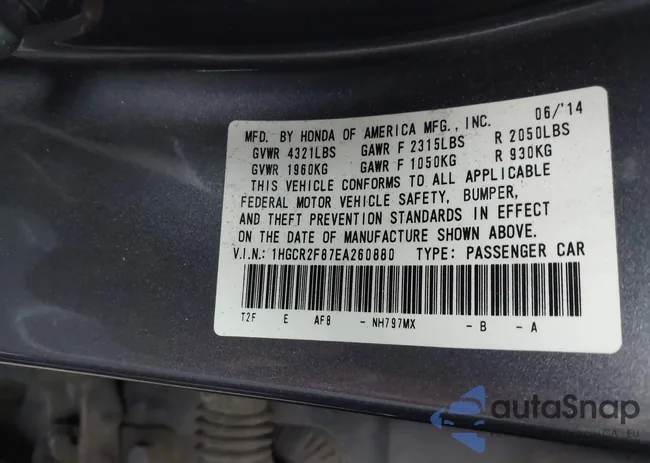 MFD. BY HONDA OF AMERICA MFG., INC. 06/'14
GVWR 4321LBS GAWR F 2315LBS R 2050LBS
GVWR 1960KG GAWR F 1050KG R 930KG
THIS VEHICLE CONFORMS TO ALL APPLICABLE
FEDERAL MOTOR VEHICLE SAFETY, BUMPER,
AND THEFT PREVENTION STANDARDS IN EFFECT
ON THE DATE OF MANUFACTURE SHOWN ABOVE.
V.I.N.: 1HGCR2F87EA260880 TYPE: PASSENGER CAR
T2F E AF8 - NH797MX - B - A
autaSnap